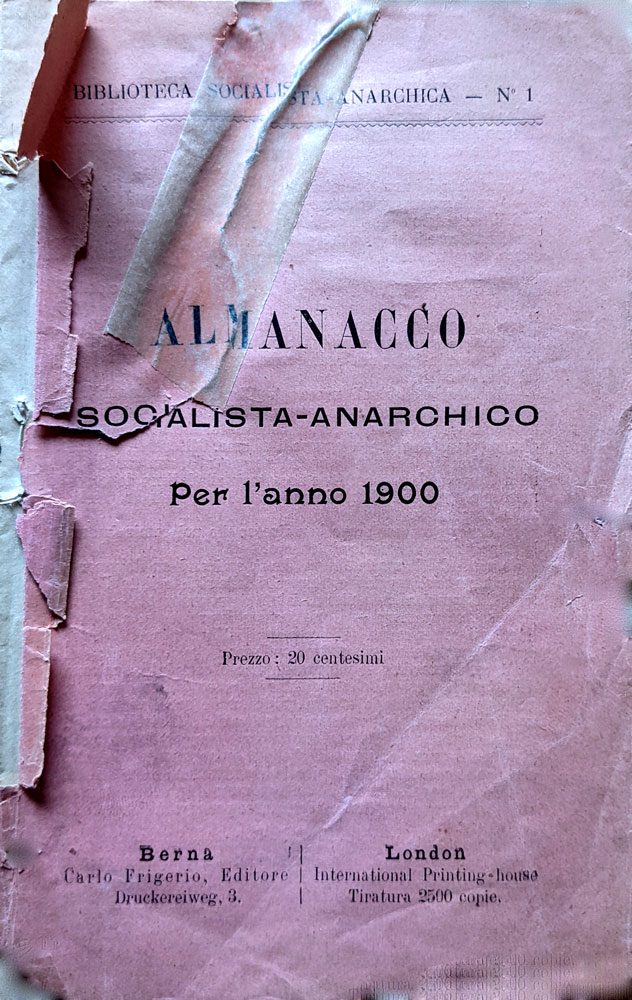 BIBLIOTECA SOCIALISTA-ANARCHICA — N° 1
ALMANACCO
SOCIALISTA-ANARCHICO
Per l'anno 1900
Prezzo: 20 centesimi
Berna
Carlo Frigerio, Editore
Druckereiweg, 3.
London
International Printing-house
Tiratura 2500 copie.